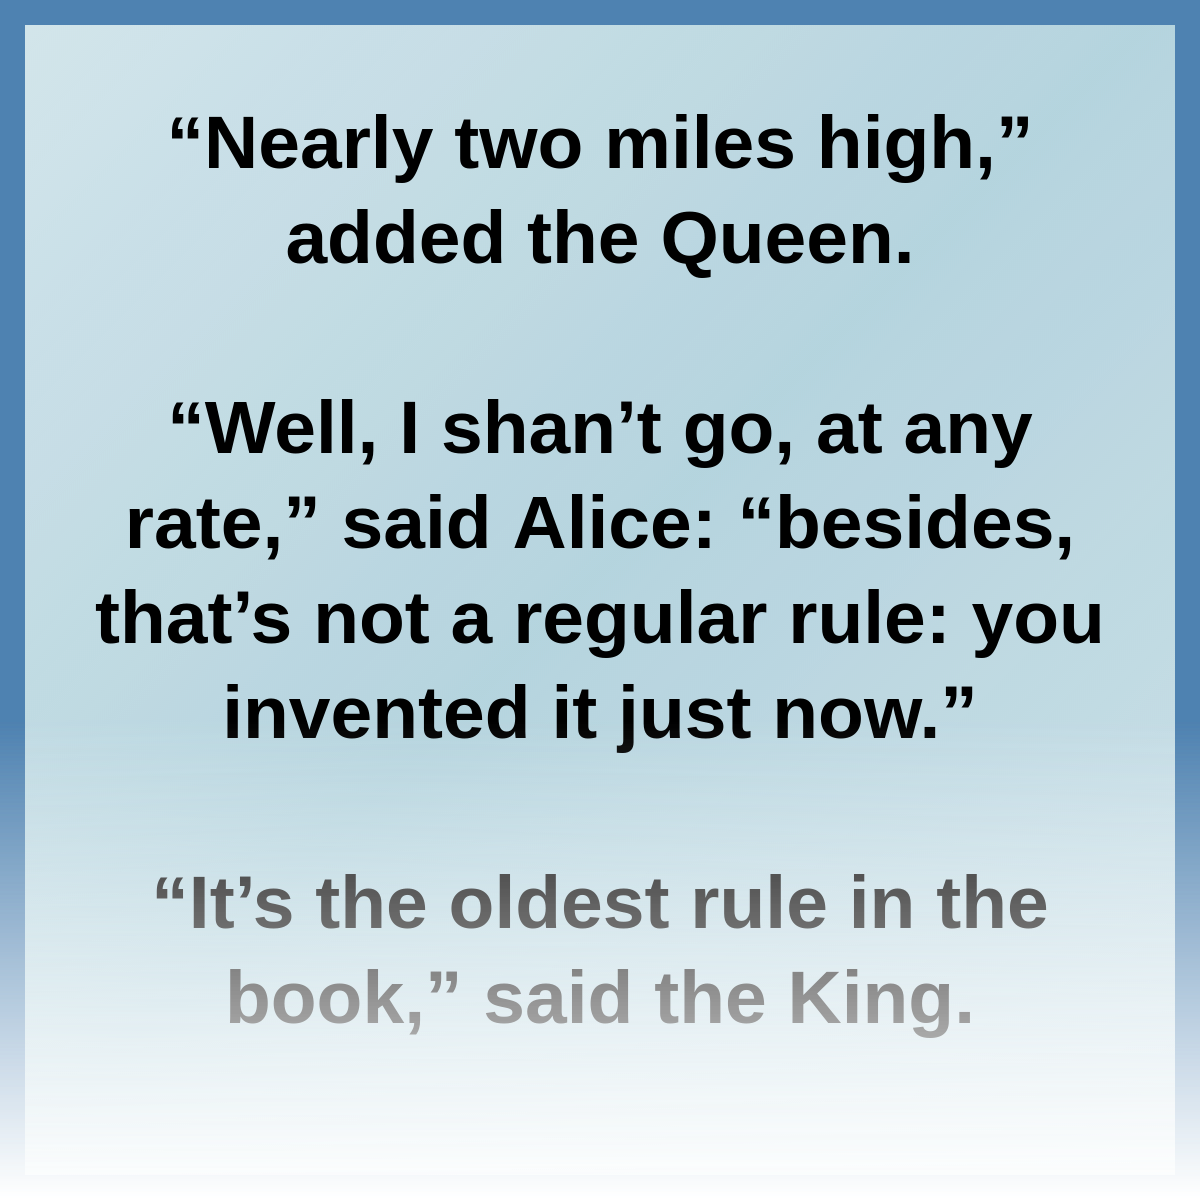 “Nearly two miles high,”
added the Queen.
“Well, I shan’t go, at any
rate,” said Alice: “besides,
that’s not a regular rule: you
invented it just now.”
“It’s the oldest rule in the
book,” said the King.